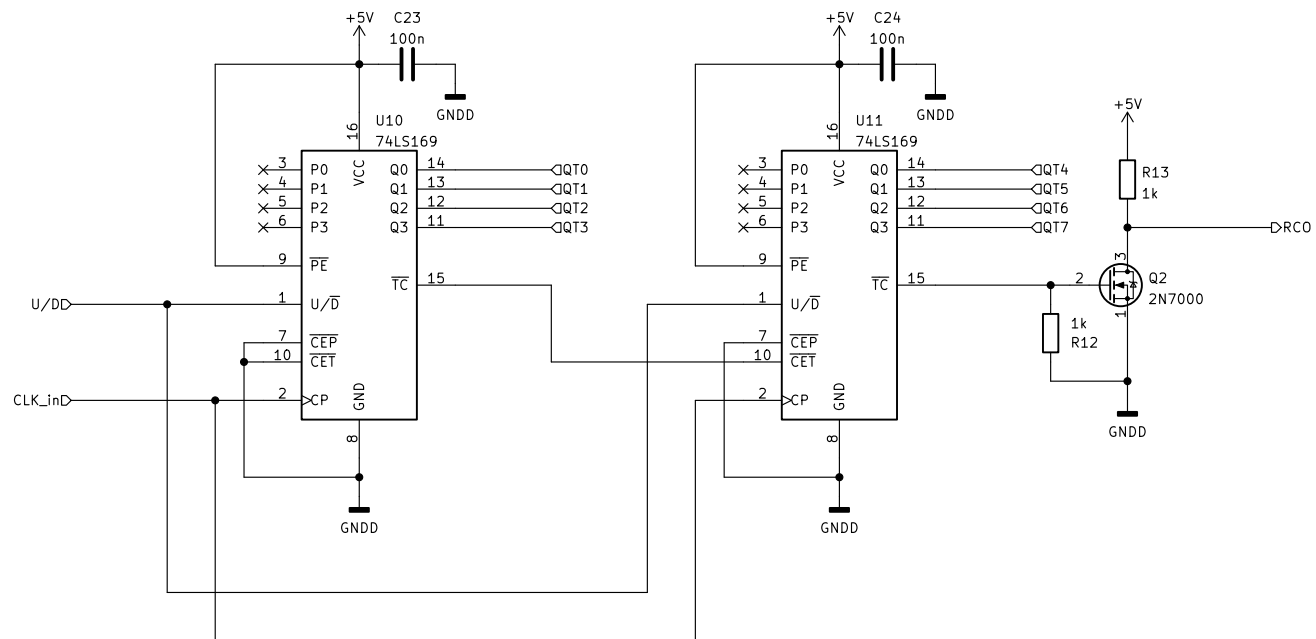 +5V
C23
100n
GNDD
U10
74LS169
16
VCC
3 P0 Q0 14 QT0
4 P1 Q1 13 QT1
5 P2 Q2 12 QT2
6 P3 Q3 11 QT3
9 PE
TC 15
U/D
1 U/D
7 CEP
10 CET
CLK_in
2 CP
GND
8
GNDD
+5V
C24
100n
GNDD
U11
74LS169
16
VCC
3 P0 Q0 14 QT4
4 P1 Q1 13 QT5
5 P2 Q2 12 QT6
6 P3 Q3 11 QT7
9 PE
TC 15
1 U/D
7 CEP
10 CET
2 CP
GND
8
GNDD
+5V
R13
1k
RCO
3
2
Q2
2N7000
1
1k
R12
GNDD